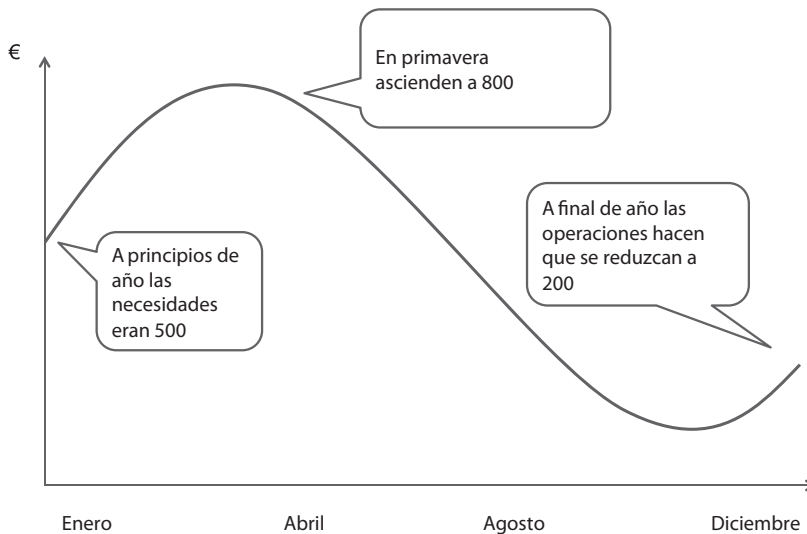 €
En primavera
ascienden a 800
A final de año las
operaciones hacen
que se reduzcan a
200
A principios de
año las
necesidades
eran 500
Enero Abril Agosto Diciembre